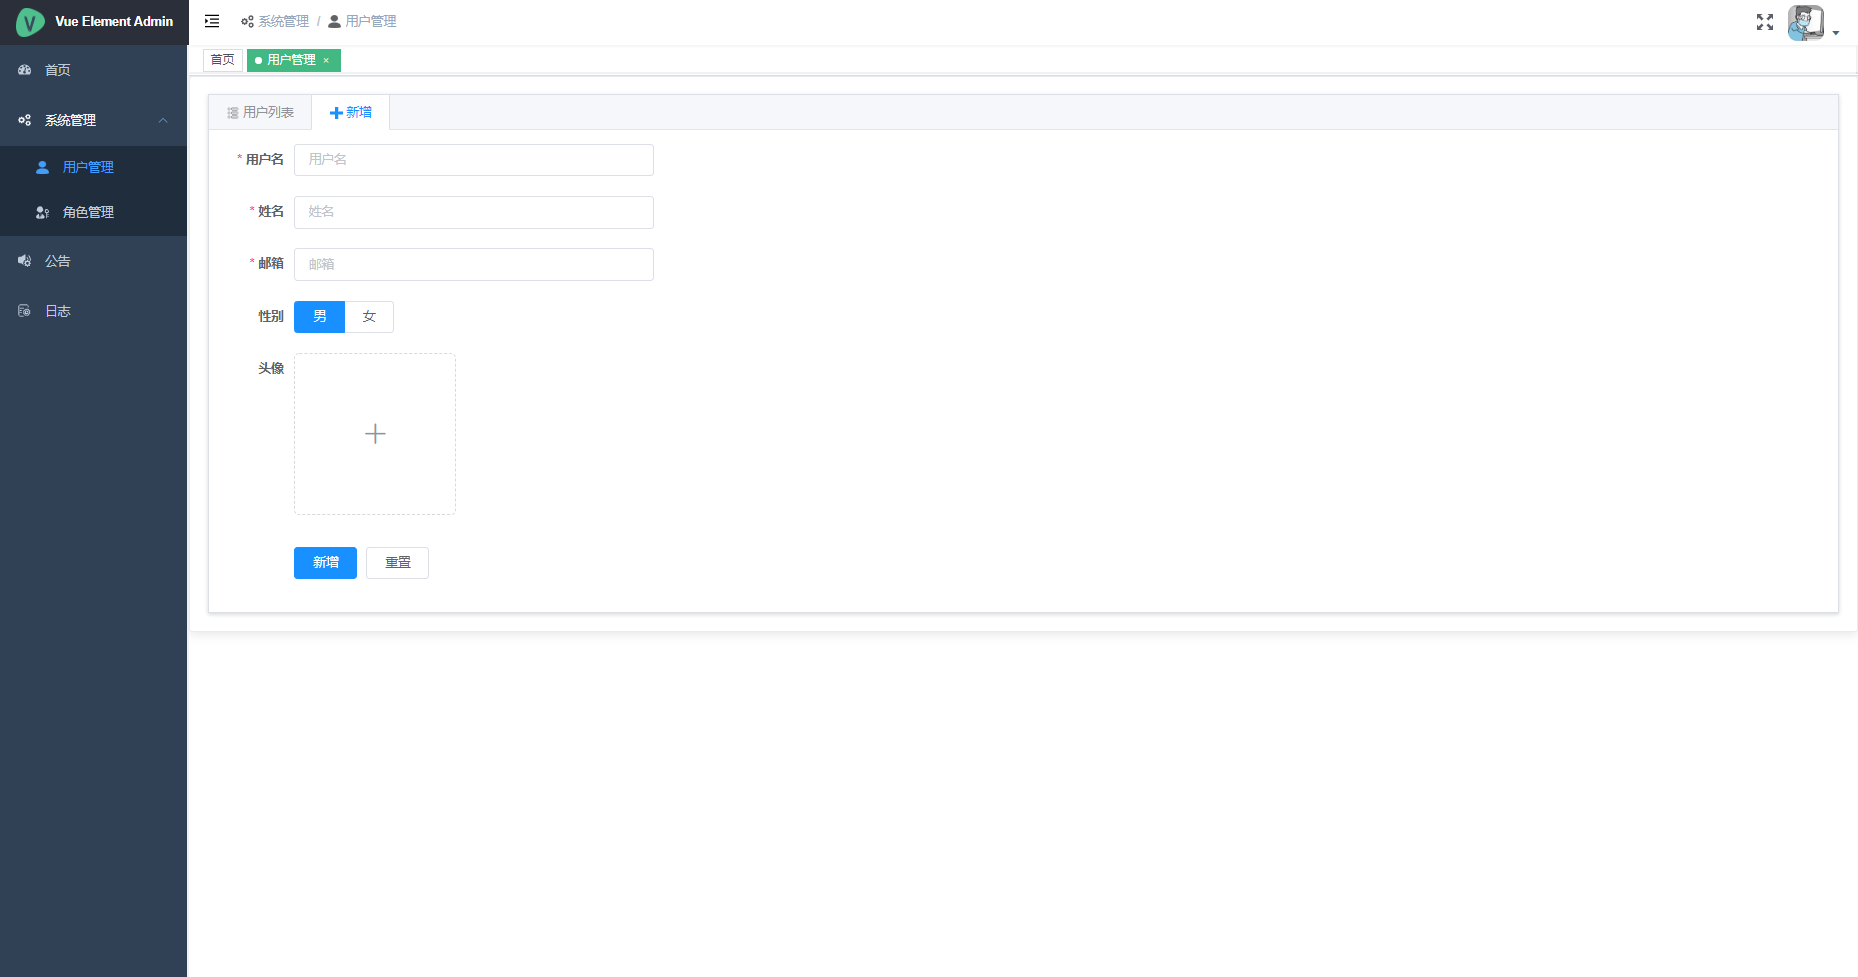 Vue Element Admin
系统管理 / 用户管理
首页
用户管理 ×
首页
系统管理
用户管理
角色管理
公告
日志
用户列表
新增
* 用户名 用户名
* 姓名 姓名
* 邮箱 邮箱
性别 男 女
头像
新增 重置